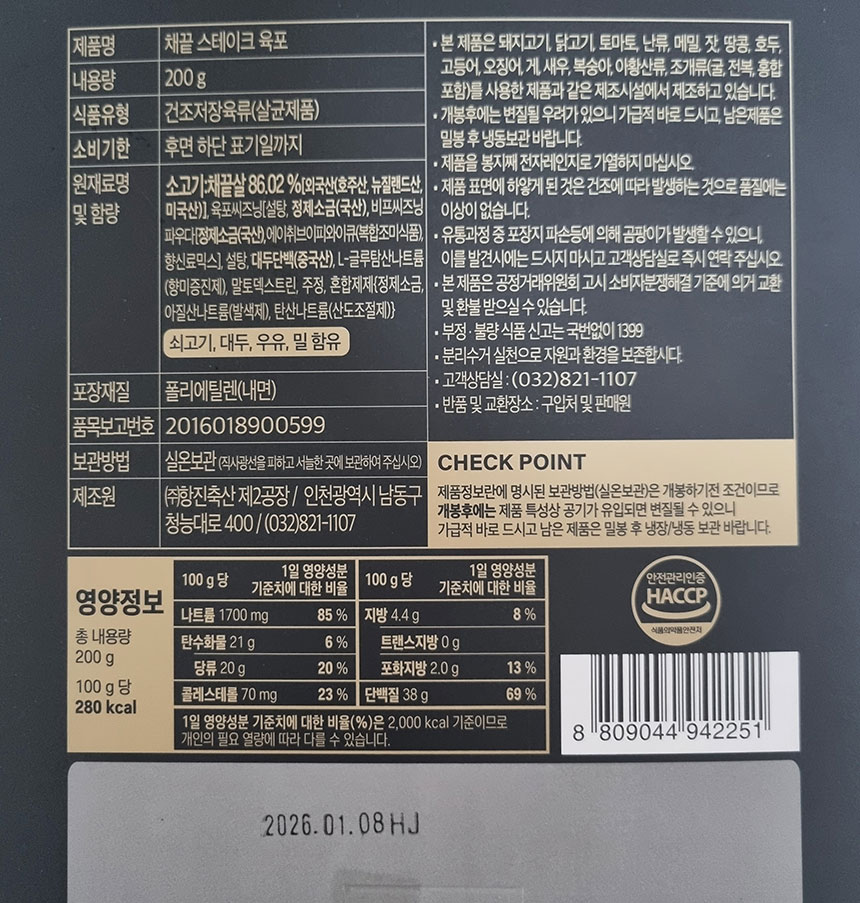 제품명 채끝 스테이크 육포
내용량 200 g
식품유형 건조저장육류(살균제품)
소비기한 후면 하단 표기일까지
원재료명 및 함량
소고기:채끝살 86.02 %[외국산(호주산, 뉴질랜드산,
미국산)], 육포씨즈닝[설탕, 정제소금(국산), 비프씨즈닝
파우다{정제소금(국산), 에이취브이피와이큐(복합조미식품),
향신료믹스}, 설탕, 대두단백(중국산), L-글루탐산나트륨
(향미증진제), 말토덱스트린, 주정, 혼합제제{정제소금,
아질산나트륨(발색제), 탄산나트륨(산도조절제)}
쇠고기, 대두, 우유, 밀 함유
포장재질 폴리에틸렌(내면)
품목보고번호 2016018900599
보관방법 실온보관 (직사광선을 피하고 서늘한 곳에 보관하여 주십시오)
제조원 ㈜항진축산 제2공장 / 인천광역시 남동구
청능대로 400 / (032)821-1107
· 본 제품은 돼지고기, 닭고기, 토마토, 난류, 메밀, 잣, 땅콩, 호두,
고등어, 오징어, 게, 새우, 복숭아, 아황산류, 조개류(굴, 전복, 홍합
포함)를 사용한 제품과 같은 제조시설에서 제조하고 있습니다.
· 개봉후에는 변질될 우려가 있으니 가급적 바로 드시고, 남은제품은
밀봉 후 냉동보관 바랍니다.
· 제품을 봉지째 전자레인지로 가열하지 마십시오.
· 제품 표면에 하얗게 된 것은 건조에 따라 발생하는 것으로 품질에는
이상이 없습니다.
· 유통과정 중 포장지 파손등에 의해 곰팡이가 발생할 수 있으니,
이를 발견시에는 드시지 마시고 고객상담실로 즉시 연락 주십시오.
· 본 제품은 공정거래위원회 고시 소비자분쟁해결 기준에 의거 교환
및 환불 받으실 수 있습니다.
· 부정 · 불량 식품 신고는 국번없이 1399
· 분리수거 실천으로 자원과 환경을 보존합시다.
· 고객상담실 : (032)821-1107
· 반품 및 교환장소 : 구입처 및 판매원
CHECK POINT
제품정보란에 명시된 보관방법(실온보관)은 개봉하기전 조건이므로
개봉후에는 제품 특성상 공기가 유입되면 변질될 수 있으니
가급적 바로 드시고 남은 제품은 밀봉 후 냉장/냉동 보관 바랍니다.
영양정보
총 내용량
200 g
100 g 당
280 kcal
100 g 당 1일 영양성분 기준치에 대한 비율 100 g 당 1일 영양성분 기준치에 대한 비율
나트륨 1700 mg 85 % 지방 4.4 g 8 %
탄수화물 21 g 6 % 트랜스지방 0 g
당류 20 g 20 % 포화지방 2.0 g 13 %
콜레스테롤 70 mg 23 % 단백질 38 g 69 %
1일 영양성분 기준치에 대한 비율(%)은 2,000 kcal 기준이므로
개인의 필요 열량에 따라 다를 수 있습니다.
안전관리인증
HACCP
식품의약품안전처
8 809044 942251
2026.01.08HJ